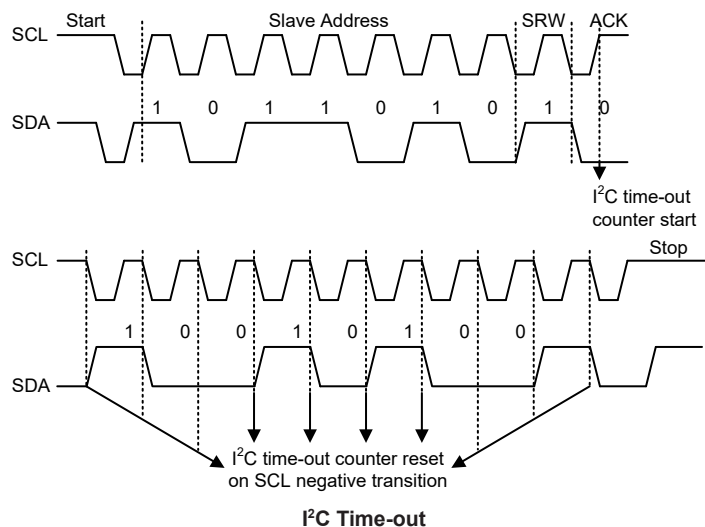 Start Slave Address SRW ACK
SCL
1 0 1 1 0 1 0 1 0
SDA
I²C time-out
counter start
Stop
SCL
1 0 0 1 0 1 0 0
SDA
I²C time-out counter reset
on SCL negative transition
I²C Time-out